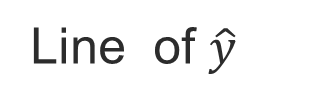 Line of ŷ